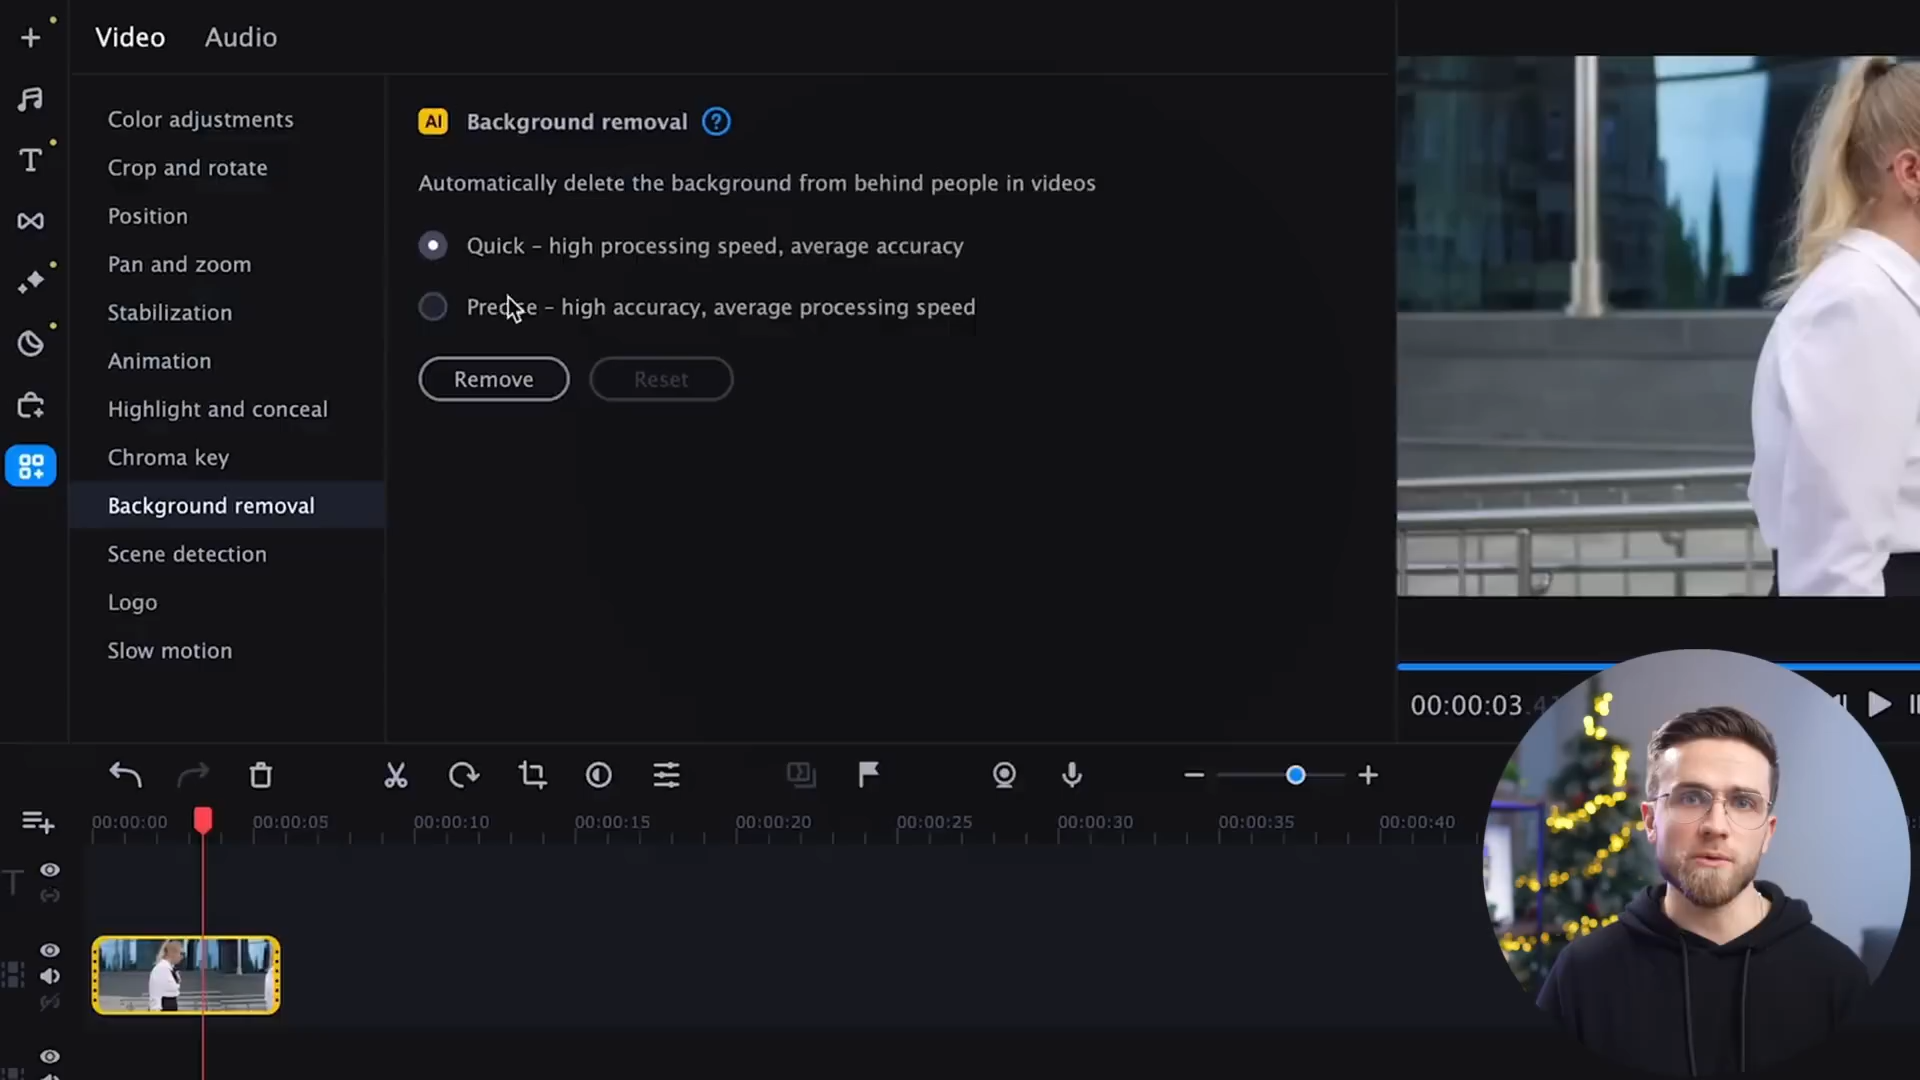 Video Audio
Color adjustments
Crop and rotate
Position
Pan and zoom
Stabilization
Animation
Highlight and conceal
Chroma key
Background removal
Scene detection
Logo
Slow motion
AI Background removal ?
Automatically delete the background from behind people in videos
Quick – high processing speed, average accuracy
Precise – high accuracy, average processing speed
Remove Reset
00:00:03
00:00:00 00:00:05 00:00:10 00:00:15 00:00:20 00:00:25 00:00:30 00:00:35 00:00:40